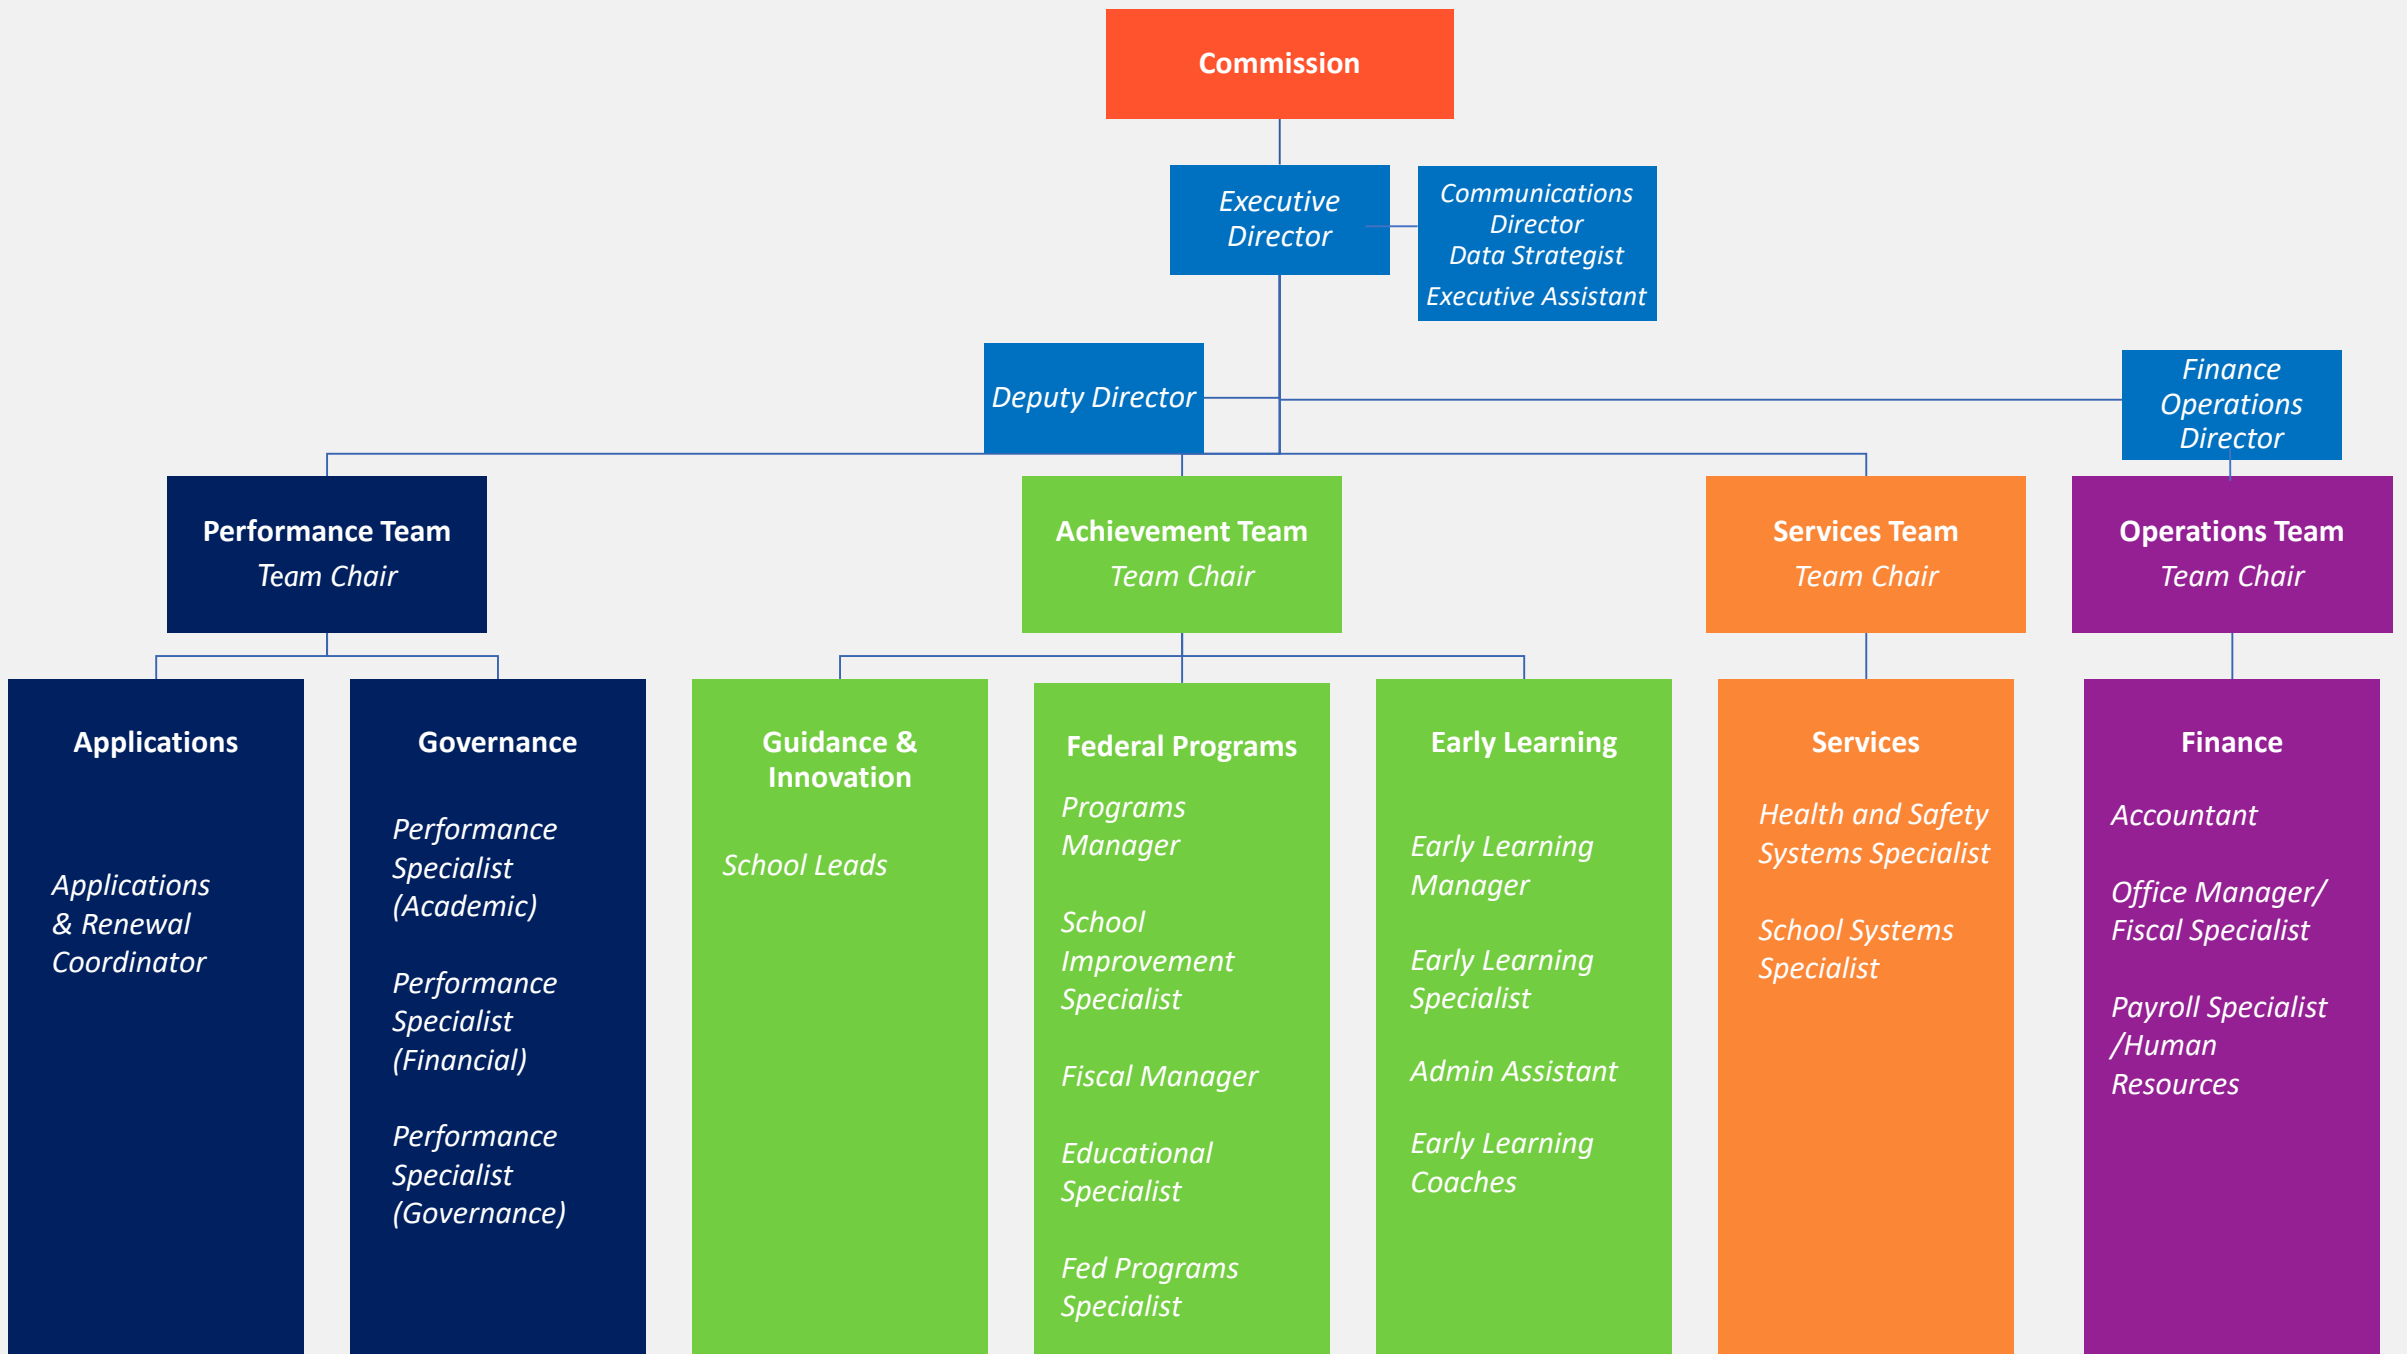 Commission
Executive
Director
Communications
Director
Data Strategist
Executive Assistant
Deputy Director
Finance
Operations
Director
Performance Team
Team Chair
Achievement Team
Team Chair
Services Team
Team Chair
Operations Team
Team Chair
Applications
Applications
& Renewal
Coordinator
Governance
Performance
Specialist
(Academic)
Performance
Specialist
(Financial)
Performance
Specialist
(Governance)
Guidance &
Innovation
School Leads
Federal Programs
Programs
Manager
School
Improvement
Specialist
Fiscal Manager
Educational
Specialist
Fed Programs
Specialist
Early Learning
Early Learning
Manager
Early Learning
Specialist
Admin Assistant
Early Learning
Coaches
Services
Health and Safety
Systems Specialist
School Systems
Specialist
Finance
Accountant
Office Manager/
Fiscal Specialist
Payroll Specialist
/Human
Resources